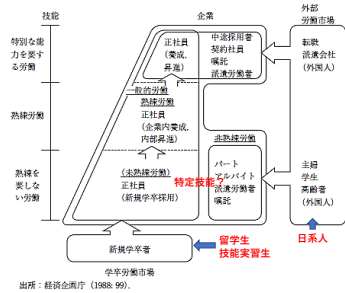 技能
企業
外部
労働市場
特別な能
力を要す
る労働
正社員
(養成、
昇進)
中途採用者
契約社員
嘱託
派遣労働者
転職
派遣会社
(外国人)
一般的労働
熟練労働
熟練労働
正社員
(企業内養成、
内部昇進)
非熟練労働
熟練を
要しな
い労働
(未熟練労働)
正社員
(新規学卒採用)
特定技能?
パート
アルバイト
派遣労働者
嘱託
主婦
学生
高齢者
(外国人)
新規学卒者
留学生
技能実習生
日系人
学卒労働市場
出所:経済企画庁(1988: 99).